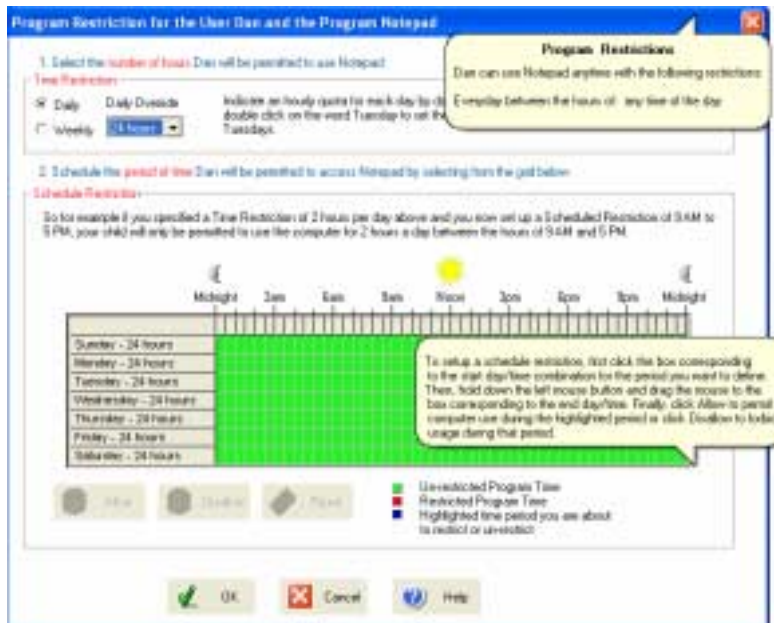 Program Restriction for the User Dan and the Program Notepad
Program Restrictions
Dan can use Notepad anytime with the following restrictions
Everyday between the hours of: any time of the day
1. Select the number of hours Dan will be permitted to use Notepad
Time Restriction
Daily
Daily Override
Weekly
24 hours
Indicate an hourly quota for each day by
double click on the word Tuesday to set the
Tuesdays.
2. Schedule the period of time Dan will be permitted to access Notepad by selecting from the grid below
Schedule Restriction
So for example if you specified a Time Restriction of 2 hours per day above and you now set up a Scheduled Restriction of 9 AM to
5 PM, your child will only be permitted to use the computer for 2 hours a day between the hours of 9 AM and 5 PM.
Midnight 3am 6am 9am Noon 3pm 6pm 9pm Midnight
Sunday - 24 hours
Monday - 24 hours
Tuesday - 24 hours
Wednesday - 24 hours
Thursday - 24 hours
Friday - 24 hours
Saturday - 24 hours
To setup a schedule restriction, first click the box corresponding
to the start day/time combination for the period you want to define.
Then, hold down the left mouse button and drag the mouse to the
box corresponding to the end day/time. Finally, click Allow to permit
computer use during the highlighted period or click Disallow to
usage during that period.
Allow
Disallow
Un-restricted Program Time
Restricted Program Time
Highlighted time period you are about
to restrict or un-restrict
OK
Cancel
Help